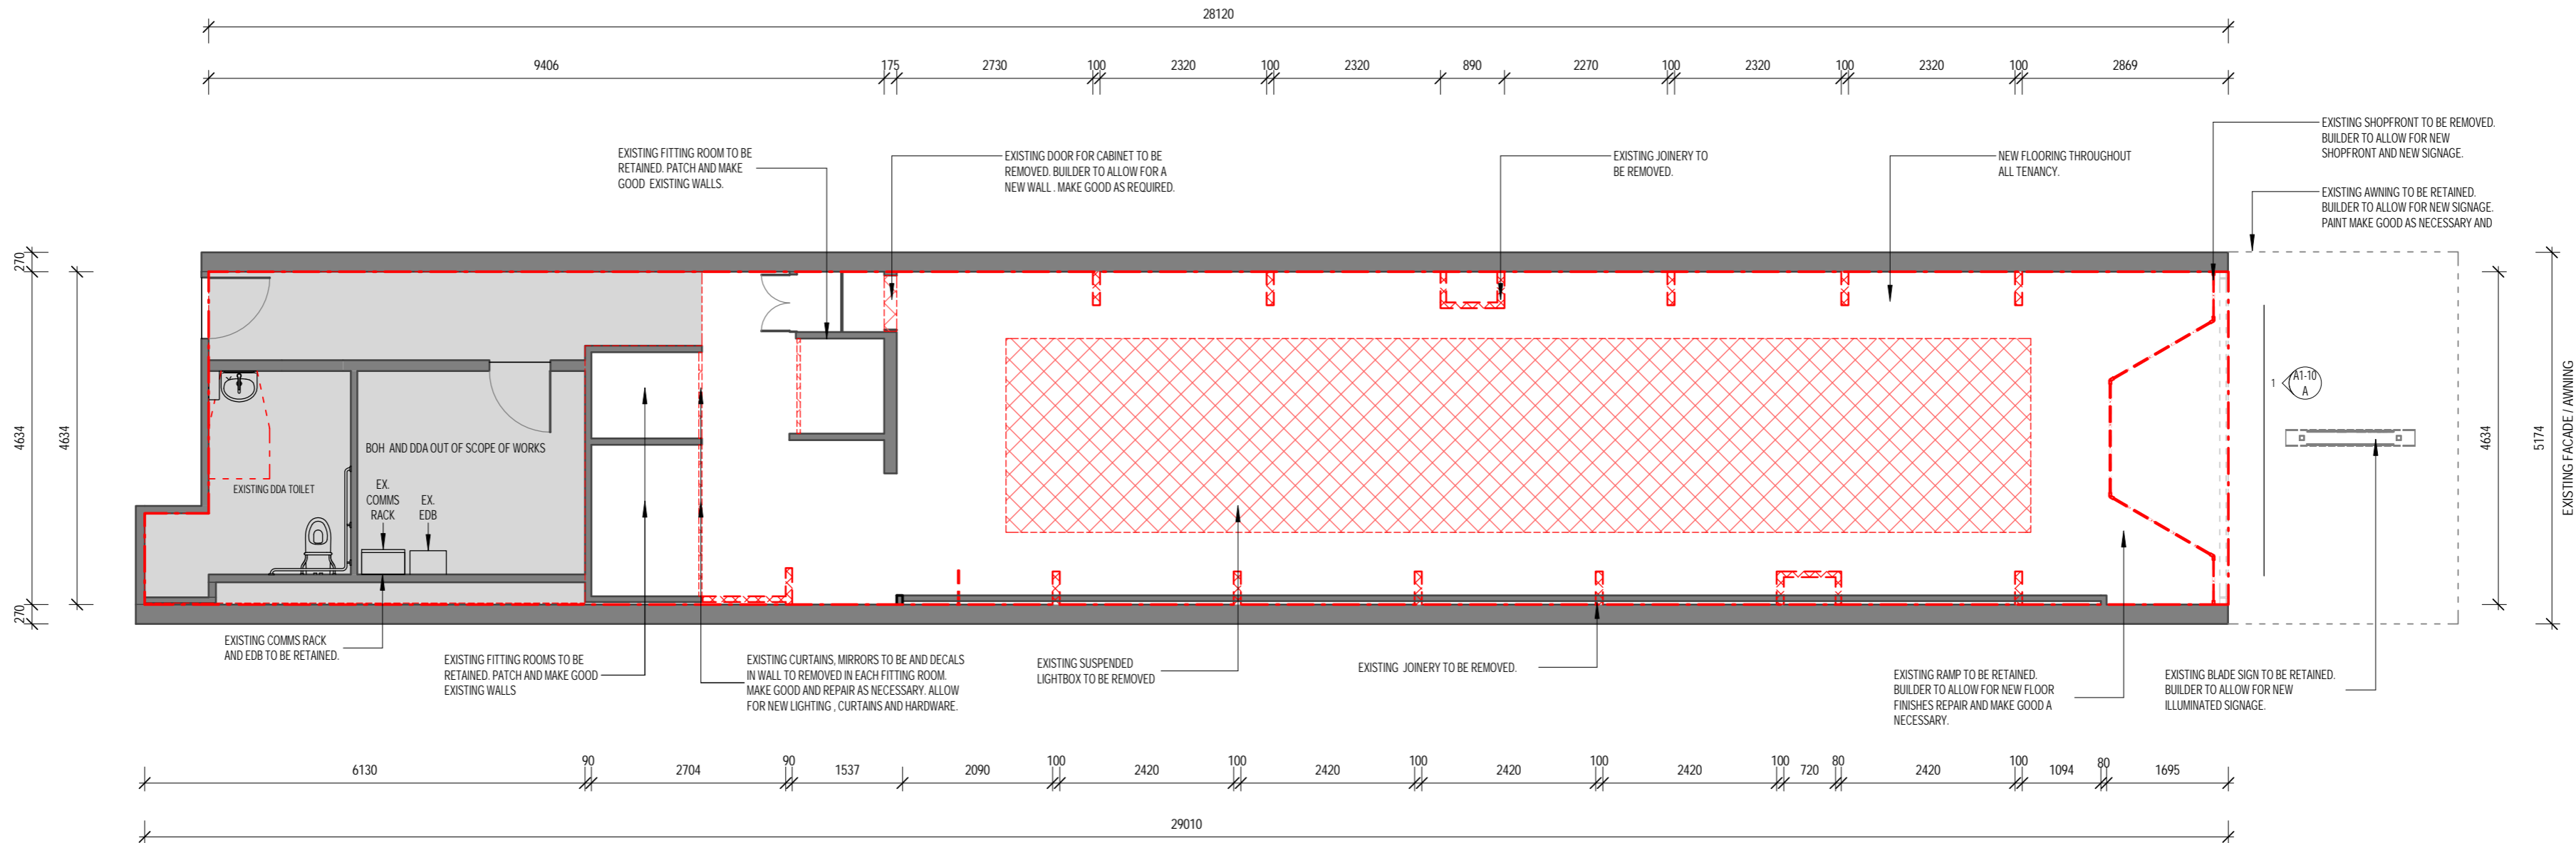 28120
9406 175 2730 100 2320 100 2320 890 2270 100 2320 100 2320 100 2869
EXISTING SHOPFRONT TO BE REMOVED.
BUILDER TO ALLOW FOR NEW
SHOPFRONT AND NEW SIGNAGE.
EXISTING FITTING ROOM TO BE
RETAINED. PATCH AND MAKE
GOOD EXISTING WALLS.
EXISTING DOOR FOR CABINET TO BE
REMOVED. BUILDER TO ALLOW FOR A
NEW WALL . MAKE GOOD AS REQUIRED.
EXISTING JOINERY TO
BE REMOVED.
NEW FLOORING THROUGHOUT
ALL TENANCY.
EXISTING AWNING TO BE RETAINED.
BUILDER TO ALLOW FOR NEW SIGNAGE.
PAINT MAKE GOOD AS NECESSARY AND
270
4634
270
4634
BOH AND DDA OUT OF SCOPE OF WORKS
EXISTING DDA TOILET
EX.
COMMS
RACK
EX.
EDB
1
A1-10
A
4634
5174
EXISTING FACADE / AWNING
EXISTING COMMS RACK
AND EDB TO BE RETAINED.
EXISTING FITTING ROOMS TO BE
RETAINED. PATCH AND MAKE GOOD
EXISTING WALLS
EXISTING CURTAINS, MIRRORS TO BE AND DECALS
IN WALL TO REMOVED IN EACH FITTING ROOM.
MAKE GOOD AND REPAIR AS NECESSARY. ALLOW
FOR NEW LIGHTING , CURTAINS AND HARDWARE.
EXISTING SUSPENDED
LIGHTBOX TO BE REMOVED
EXISTING JOINERY TO BE REMOVED.
EXISTING RAMP TO BE RETAINED.
BUILDER TO ALLOW FOR NEW FLOOR
FINISHES REPAIR AND MAKE GOOD A
NECESSARY.
EXISTING BLADE SIGN TO BE RETAINED.
BUILDER TO ALLOW FOR NEW
ILLUMINATED SIGNAGE.
6130 90 2704 90 1537 2090 100 2420 100 2420 100 2420 100 2420 100 720 80 2420 100 1094 80 1695
29010